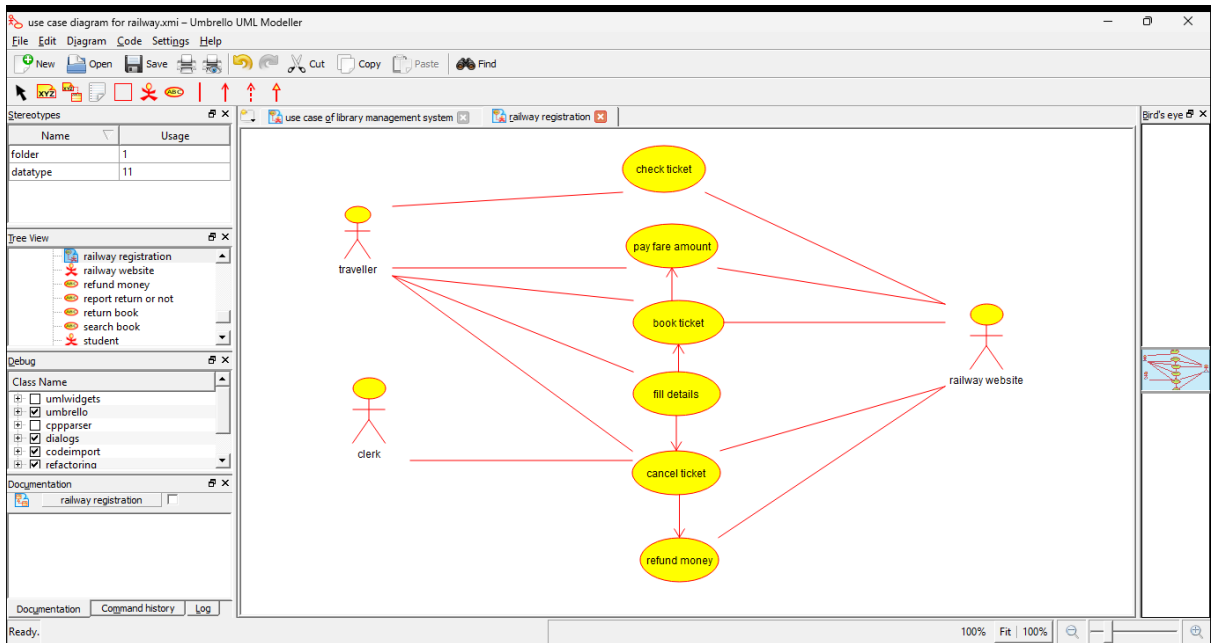 use case diagram for railway.xmi – Umbrello UML Modeller
File Edit Diagram Code Settings Help
New Open Save Cut Copy Paste Find
XYZ ABC
Stereotypes
Name Usage
folder 1
datatype 11
Tree View
railway registration
railway website
refund money
report return or not
return book
search book
student
Debug
Class Name
umlwidgets
umbrello
cppparser
dialogs
codeimport
refactoring
Documentation
railway registration
Documentation Command history Log
use case of library management system railway registration
check ticket
traveller
pay fare amount
book ticket
railway website
fill details
clerk
cancel ticket
refund money
Bird's eye
Ready.
100% Fit 100%